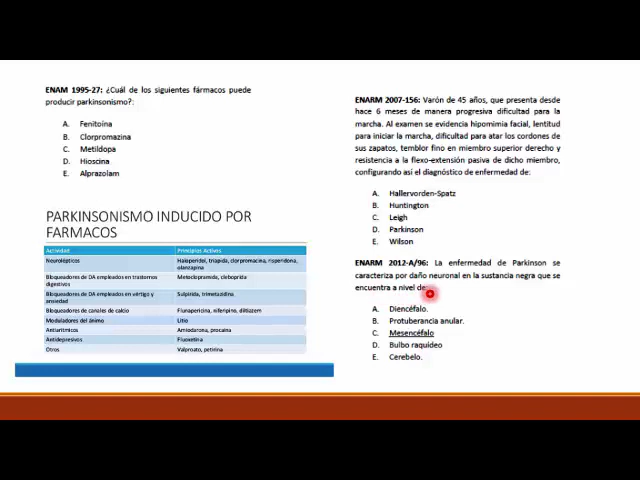 ENAM 1995-27: ¿Cuál de los siguientes fármacos puede
producir parkinsonismo?:
A. Fenitoína
B. Clorpromazina
C. Metildopa
D. Hioscina
E. Alprazolam
PARKINSONISMO INDUCIDO POR
FARMACOS
Actividad Principios Activos
Neurolépticos Haloperidol, tiaprida, clorpromacina, risperidona,
olanzapina
Bloqueadores de DA empleados en trastornos Metoclopramida, cleboprida
digestivos
Bloqueadores de DA empleados en vértigo y Sulpirida, trimetazidina
ansiedad
Bloqueadores de canales de calcio Flunaricina, niferipino, diltiazem
Moduladores del ánimo Litio
Antiarítmicos Amiodarona, procaína
Antidepresivos Fluoxetina
Otros Valproato, petirina
ENARM 2007-156: Varón de 45 años, que presenta desde
hace 6 meses de manera progresiva dificultad para la
marcha. Al examen se evidencia hipomimia facial, lentitud
para iniciar la marcha, dificultad para atar los cordones de
sus zapatos, temblor fino en miembro superior derecho y
resistencia a la flexo-extensión pasiva de dicho miembro,
configurando así el diagnóstico de enfermedad de:
A. Hallervorden-Spatz
B. Huntington
C. Leigh
D. Parkinson
E. Wilson
ENARM 2012-A/96: La enfermedad de Parkinson se
caracteriza por daño neuronal en la sustancia negra que se
encuentra a nivel de:
A. Diencéfalo.
B. Protuberancia anular.
C. Mesencéfalo
D. Bulbo raquídeo
E. Cerebelo.